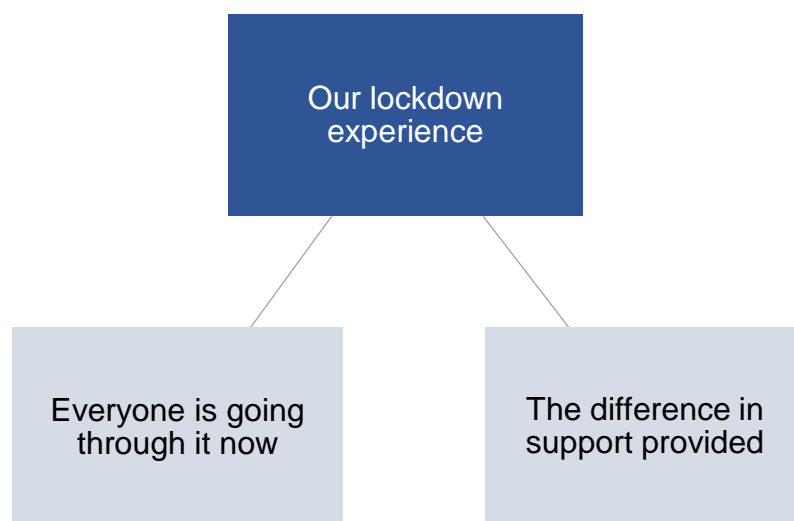 Our lockdown
experience
Everyone is going
through it now
The difference in
support provided